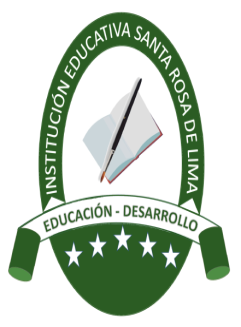 INSTITUCIÓN EDUCATIVA SANTA ROSA DE LIMA
EDUCACIÓN - DESARROLLO